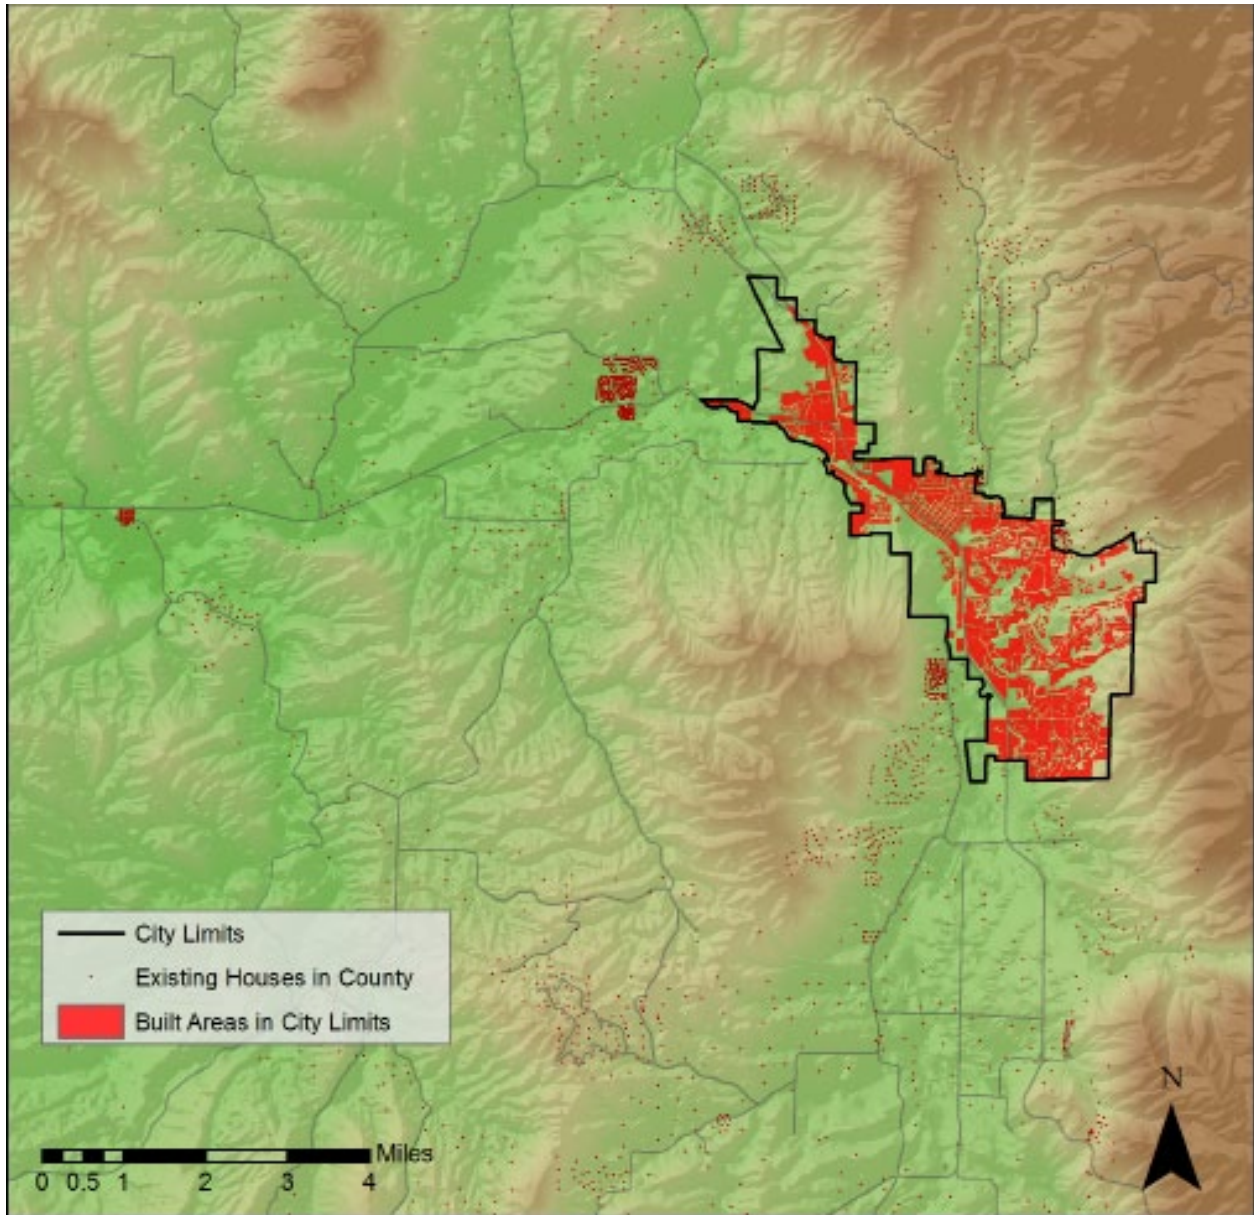 City Limits
Existing Houses in County
Built Areas in City Limits
N
Miles
0 0.5 1 2 3 4